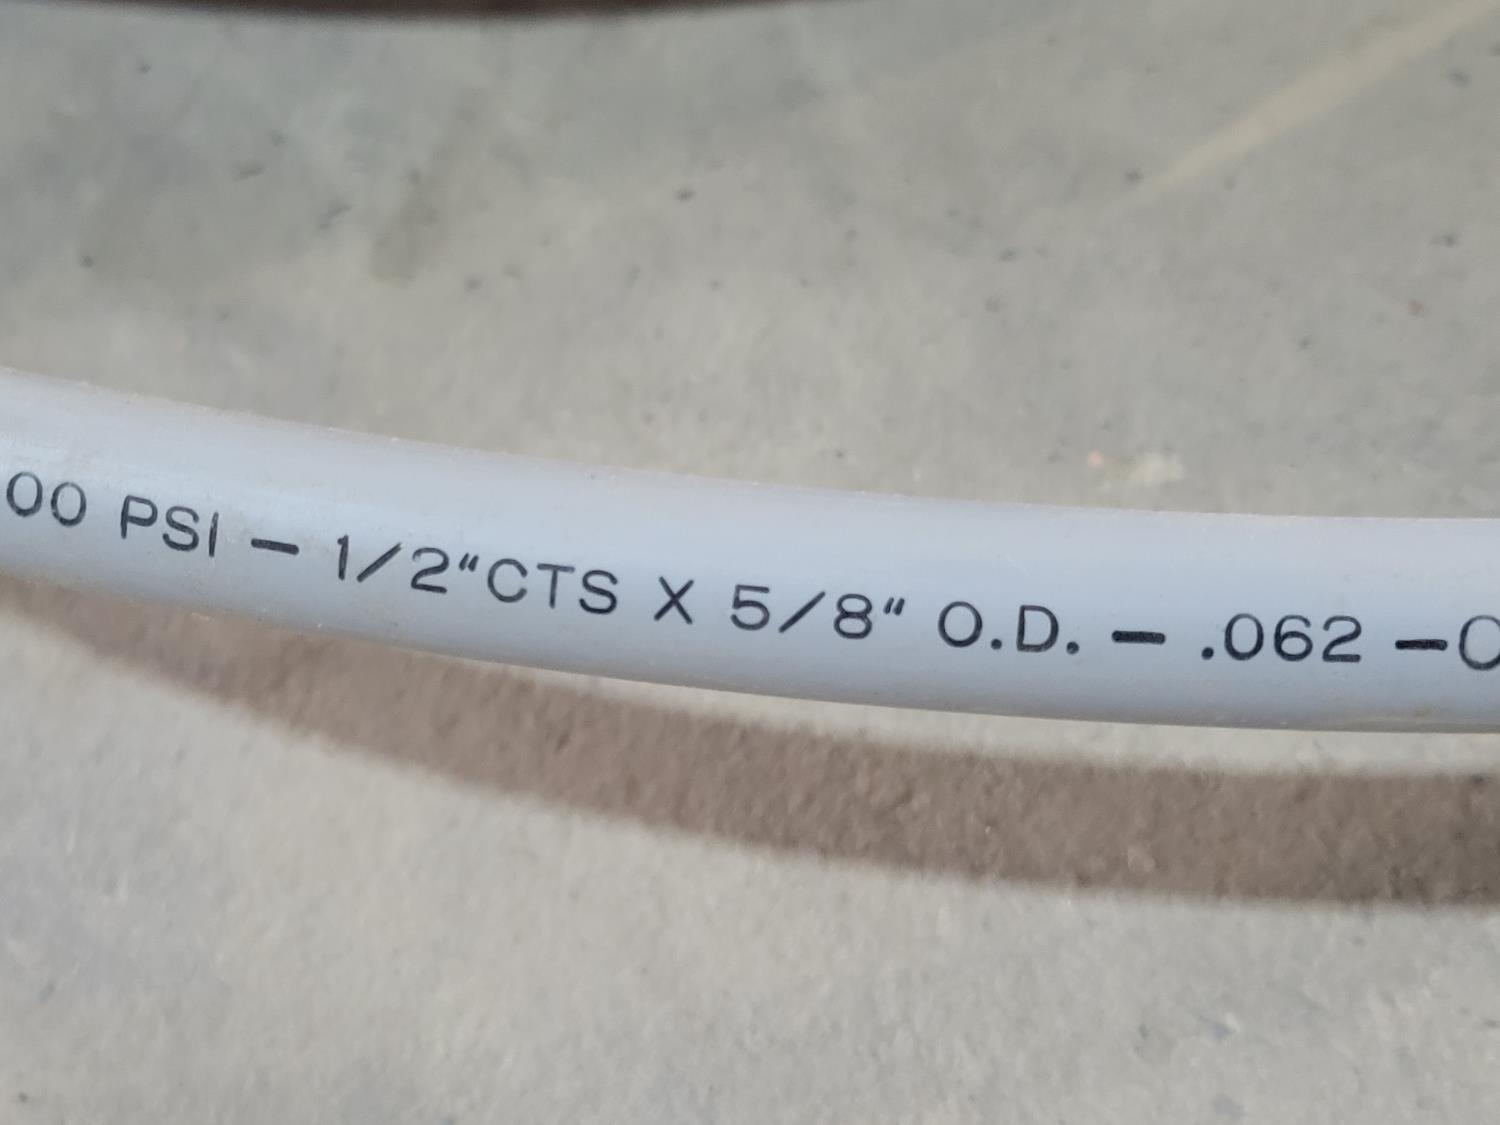 00 PSI – 1/2"CTS X 5/8" O.D. – .062 –